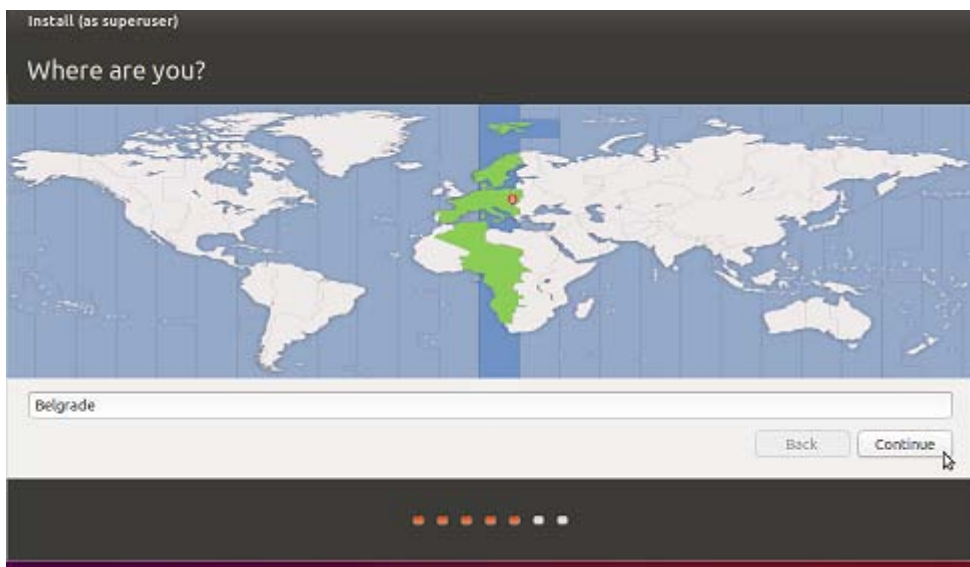 Install (as superuser)
Where are you?
Belgrade
Back
Continue